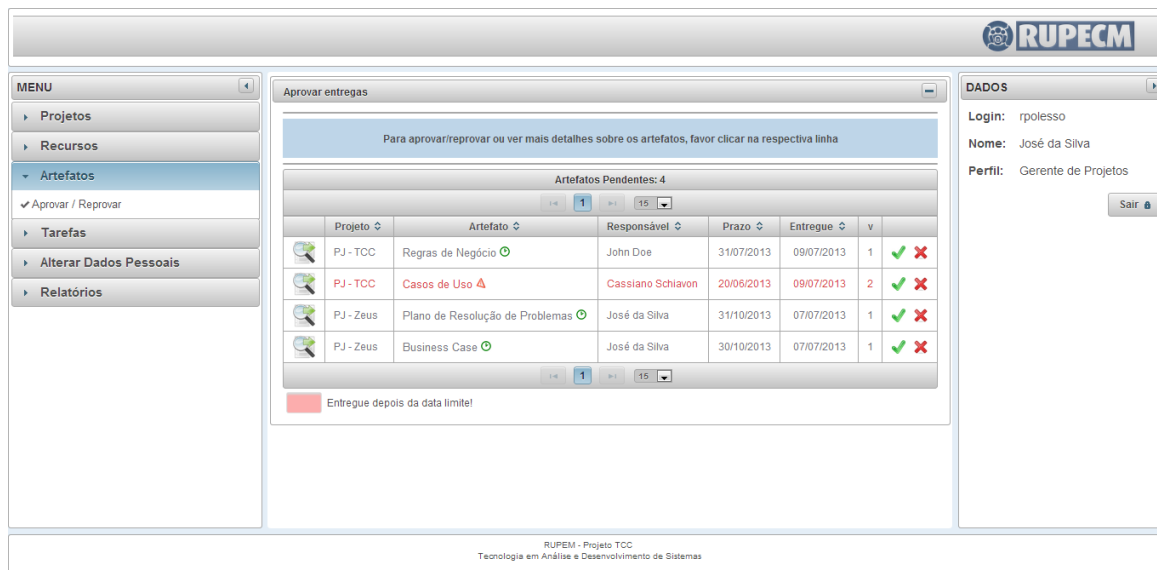 RUPECM
MENU
Projetos
Recursos
Artefatos
Aprovar / Reprovar
Tarefas
Alterar Dados Pessoais
Relatórios
Aprovar entregas
Para aprovar/reprovar ou ver mais detalhes sobre os artefatos, favor clicar na respectiva linha
Artefatos Pendentes: 4
1 15
Projeto Artefato Responsável Prazo Entregue v
PJ - TCC Regras de Negócio John Doe 31/07/2013 09/07/2013 1
PJ - TCC Casos de Uso Cassiano Schiavon 20/06/2013 09/07/2013 2
PJ - Zeus Plano de Resolução de Problemas José da Silva 31/10/2013 07/07/2013 1
PJ - Zeus Business Case José da Silva 30/10/2013 07/07/2013 1
1 15
Entregue depois da data limite!
DADOS
Login: rpolesso
Nome: José da Silva
Perfil: Gerente de Projetos
Sair
RUPEM - Projeto TCC
Tecnologia em Análise e Desenvolvimento de Sistemas